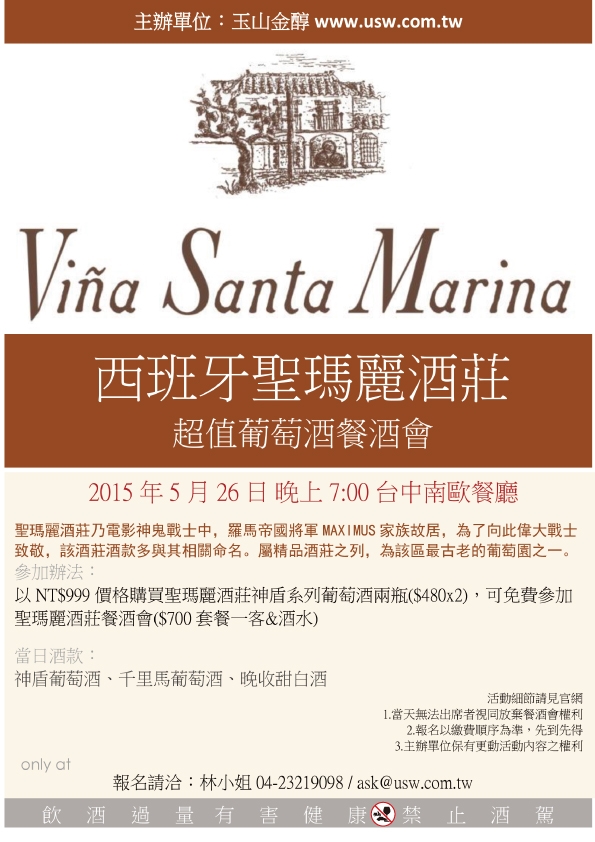 主辦單位：玉山金醇 www.usw.com.tw
Viña Santa Marina
西班牙聖瑪麗酒莊
超值葡萄酒餐酒會
2015 年 5 月 26 日 晚上 7:00 台中南歐餐廳
聖瑪麗酒莊乃電影神鬼戰士中，羅馬帝國將軍 MAXIMUS 家族故居，為了向此偉大戰士
致敬，該酒莊酒款多與其相關命名。屬精品酒莊之列，為該區最古老的葡萄園之一。
參加辦法：
以 NT$999 價格購買聖瑪麗酒莊神盾系列葡萄酒兩瓶($480x2)，可免費參加
聖瑪麗酒莊餐酒會($700 套餐一客&酒水)
當日酒款：
神盾葡萄酒、千里馬葡萄酒、晚收甜白酒
活動細節請見官網
1.當天無法出席者視同放棄餐酒會權利
2.報名以繳費順序為準，先到先得
3.主辦單位保有更動活動內容之權利
only at
報名請洽：林小姐 04-23219098 / ask@usw.com.tw
飲酒過量有害健康 禁止酒駕